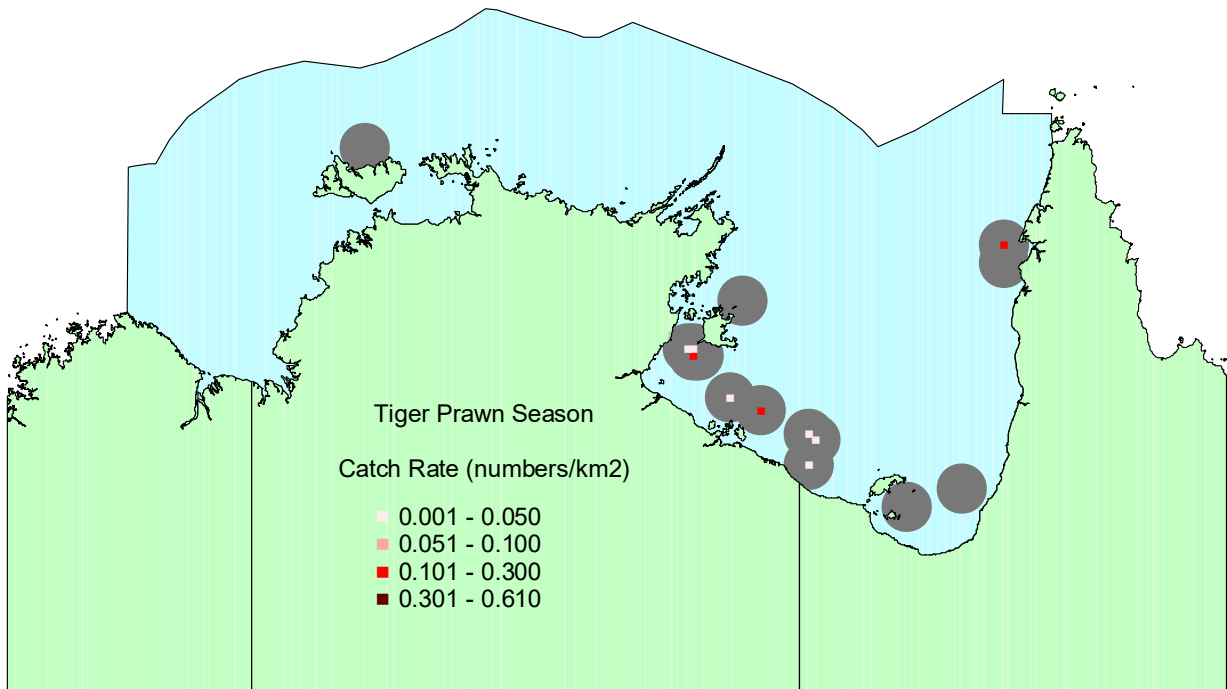 Tiger Prawn Season
Catch Rate (numbers/km2)
0.001 - 0.050
0.051 - 0.100
0.101 - 0.300
0.301 - 0.610